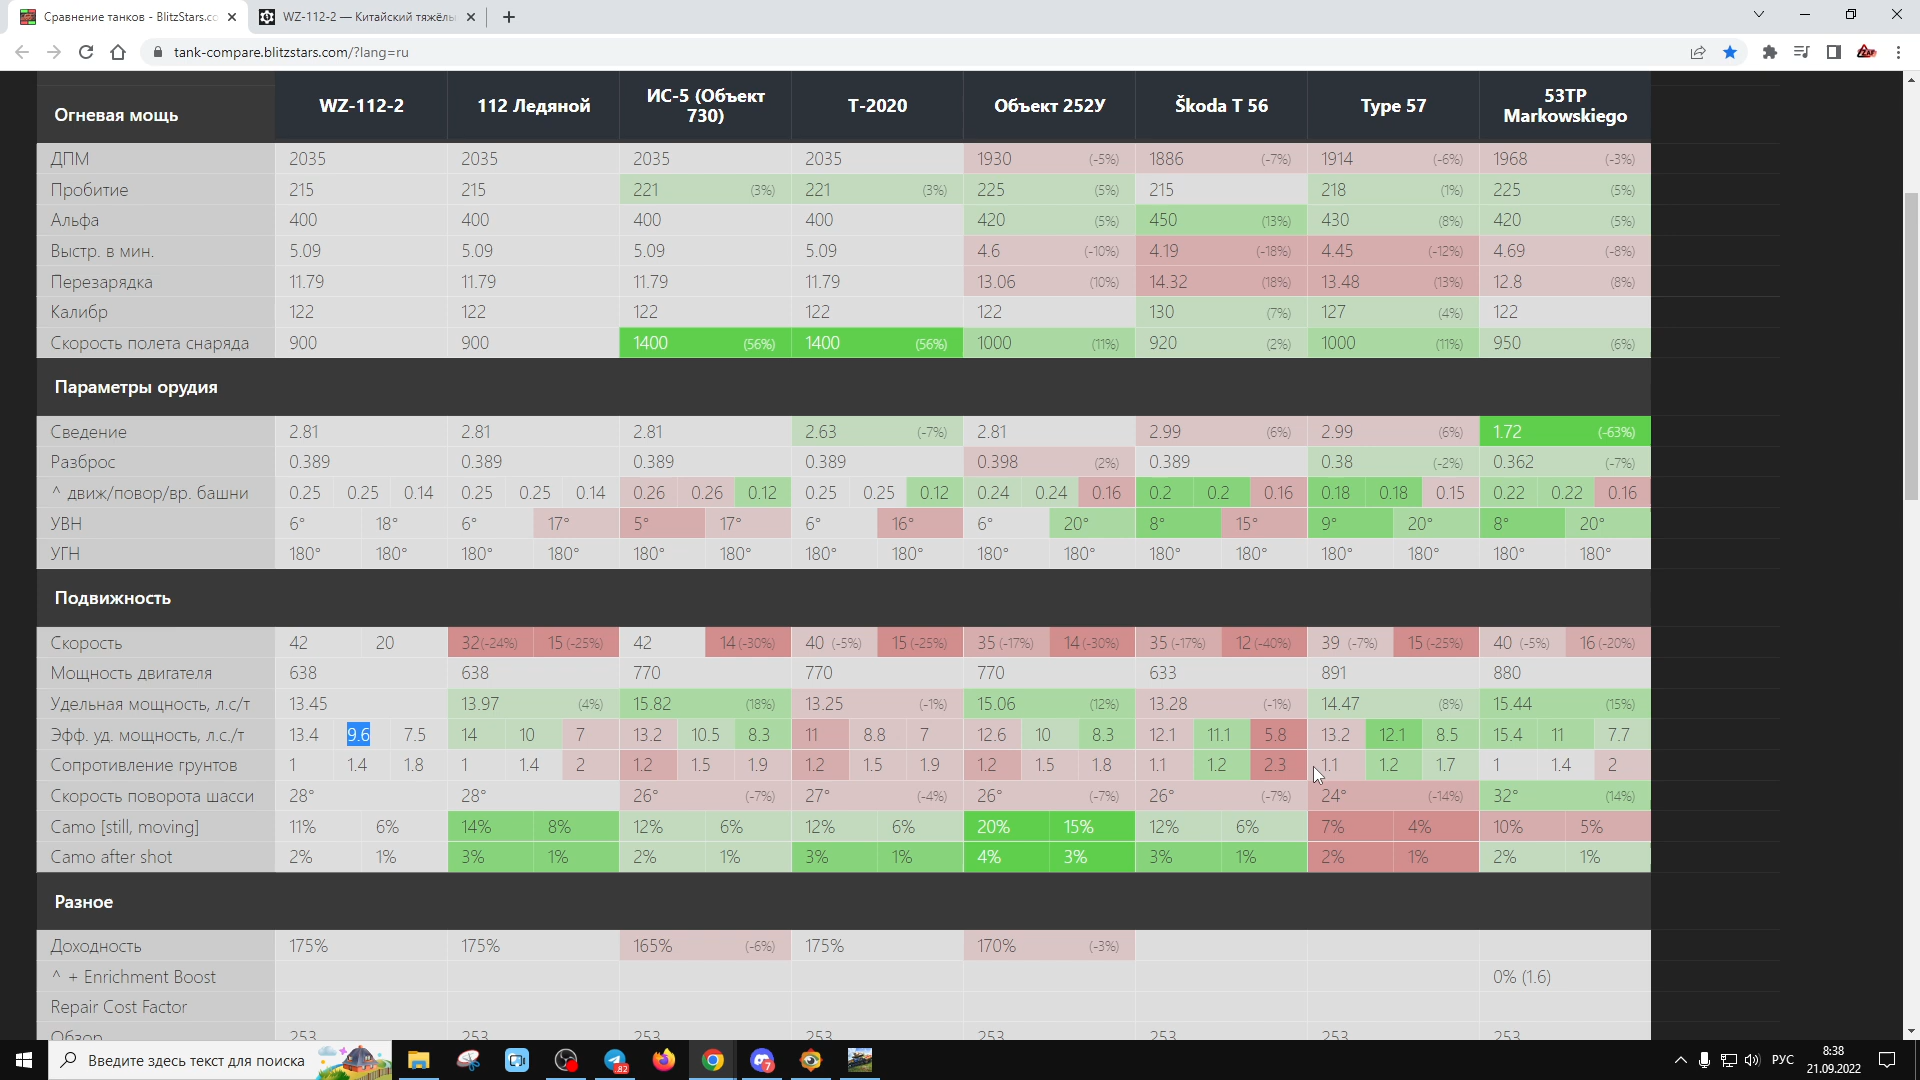 Сравнение танков - BlitzStars.co
WZ-112-2 — Китайский тяжёлы
tank-compare.blitzstars.com/?lang=ru
Огневая мощь WZ-112-2 112 Ледяной ИС-5 (Объект 730) Т-2020 Объект 252У Škoda T 56 Type 57 53TP Markowskiego
ДПМ 2035 2035 2035 2035 1930 (-5%) 1886 (-7%) 1914 (-6%) 1968 (-3%)
Пробитие 215 215 221 (3%) 221 (3%) 225 (5%) 215 218 (1%) 225 (5%)
Альфа 400 400 400 400 420 (5%) 450 (13%) 430 (8%) 420 (5%)
Выстр. в мин. 5.09 5.09 5.09 5.09 4.6 (-10%) 4.19 (-18%) 4.45 (-12%) 4.69 (-8%)
Перезарядка 11.79 11.79 11.79 11.79 13.06 (10%) 14.32 (18%) 13.48 (13%) 12.8 (8%)
Калибр 122 122 122 122 122 130 (7%) 127 (4%) 122
Скорость полета снаряда 900 900 1400 (56%) 1400 (56%) 1000 (11%) 920 (2%) 1000 (11%) 950 (6%)
Параметры орудия
Сведение 2.81 2.81 2.81 2.63 (-7%) 2.81 2.99 (6%) 2.99 (6%) 1.72 (-63%)
Разброс 0.389 0.389 0.389 0.389 0.398 (2%) 0.389 0.38 (-2%) 0.362 (-7%)
^ движ/повор/вр. башни 0.25 0.25 0.14 0.25 0.25 0.14 0.26 0.26 0.12 0.25 0.25 0.12 0.24 0.24 0.16 0.2 0.2 0.16 0.18 0.18 0.15 0.22 0.22 0.16
УВН 6° 18° 6° 17° 5° 17° 6° 16° 6° 20° 8° 15° 9° 20° 8° 20°
УГН 180° 180° 180° 180° 180° 180° 180° 180° 180° 180° 180° 180° 180° 180° 180° 180°
Подвижность
Скорость 42 20 32(-24%) 15 (-25%) 42 14 (-30%) 40 (-5%) 15 (-25%) 35 (-17%) 14 (-30%) 35 (-17%) 12 (-40%) 39 (-7%) 15 (-25%) 40 (-5%) 16 (-20%)
Мощность двигателя 638 638 770 770 770 633 891 880
Удельная мощность, л.с/т 13.45 13.97 (4%) 15.82 (18%) 13.25 (-1%) 15.06 (12%) 13.28 (-1%) 14.47 (8%) 15.44 (15%)
Эфф. уд. мощность, л.с./т 13.4 9.6 7.5 14 10 7 13.2 10.5 8.3 11 8.8 7 12.6 10 8.3 12.1 11.1 5.8 13.2 12.1 8.5 15.4 11 7.7
Сопротивление грунтов 1 1.4 1.8 1 1.4 2 1.2 1.5 1.9 1.2 1.5 1.9 1.2 1.5 1.8 1.1 1.2 2.3 1.1 1.2 1.7 1 1.4 2
Скорость поворота шасси 28° 28° 26° (-7%) 27° (-4%) 26° (-7%) 26° (-7%) 24° (-14%) 32° (14%)
Camo [still, moving] 11% 6% 14% 8% 12% 6% 12% 6% 20% 15% 12% 6% 7% 4% 10% 5%
Camo after shot 2% 1% 3% 1% 2% 1% 3% 1% 4% 3% 3% 1% 2% 1% 2% 1%
Разное
Доходность 175% 175% 165% (-6%) 175% 170% (-3%)
^ + Enrichment Boost 0% (1.6)
Repair Cost Factor
Обзор 253 253 253 253 253 253 253 253
Введите здесь текст для поиска
82
7
РУС
8:38
21.09.2022